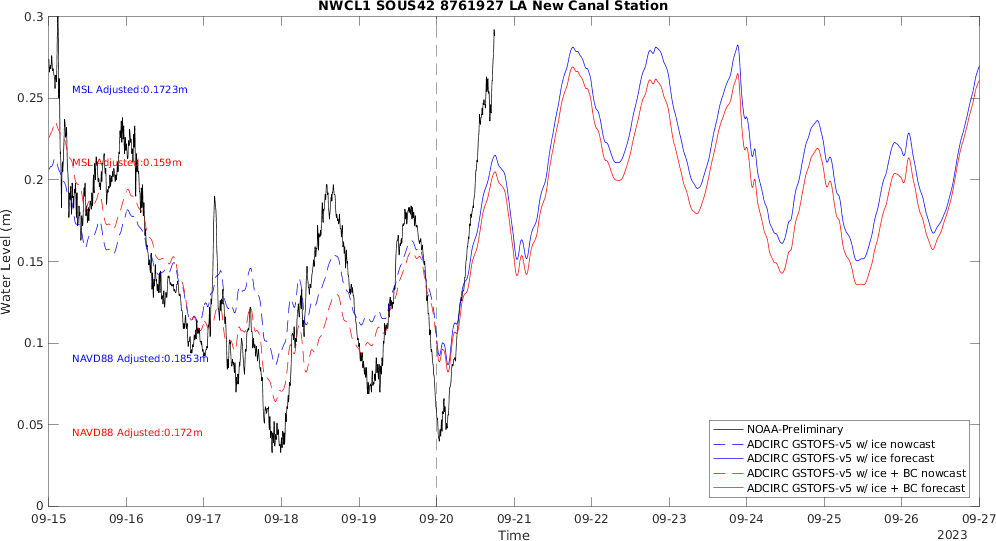 NWCL1 SOUS42 8761927 LA New Canal Station
0.3
0.25
0.2
0.15
0.1
0.05
0
Water Level (m)
MSL Adjusted:0.1723m
MSL Adjusted:0.159m
NAVD88 Adjusted:0.1853m
NAVD88 Adjusted:0.172m
NOAA-Preliminary
ADCIRC GSTOFS-v5 w/ ice nowcast
ADCIRC GSTOFS-v5 w/ ice forecast
ADCIRC GSTOFS-v5 w/ ice + BC nowcast
ADCIRC GSTOFS-v5 w/ ice + BC forecast
09-15 09-16 09-17 09-18 09-19 09-20 09-21 09-22 09-23 09-24 09-25 09-26 09-27
Time
2023